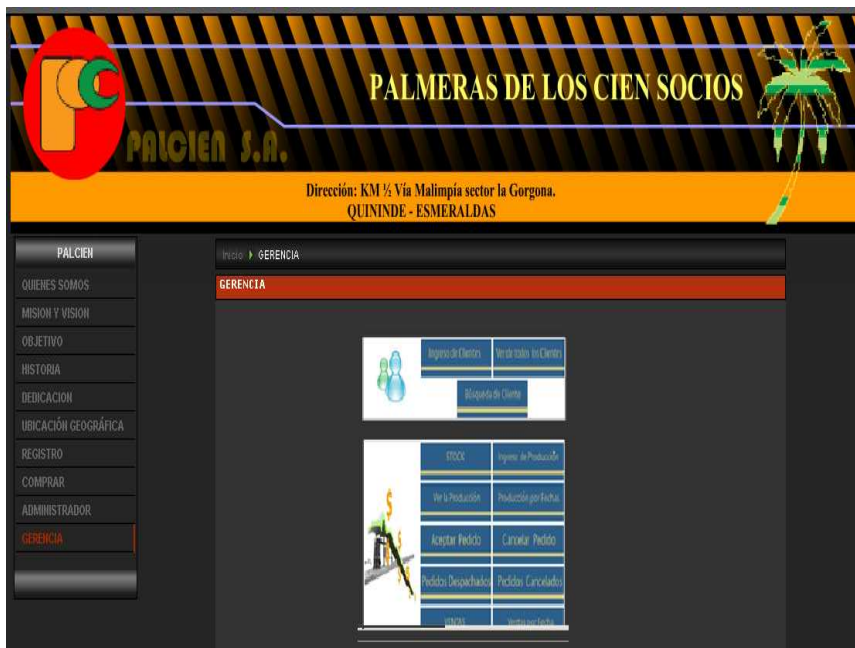 PALMERAS DE LOS CIEN SOCIOS
PALCIEN S.A.
Dirección: KM ½ Vía Malimpía sector la Gorgona.
QUININDE - ESMERALDAS
PALCIEN
QUIENES SOMOS
MISION Y VISION
OBJETIVO
HISTORIA
DEDICACION
UBICACIÓN GEOGRÁFICA
REGISTRO
COMPRAR
ADMINISTRADOR
GERENCIA
Inicio GERENCIA
GERENCIA
Ingreso de Clientes
Ver de todos los Clientes
Búsqueda de Cliente
STOCK
Ingreso de Producción
Ver la Producción
Producción por Fechas
Aceptar Pedido
Cancelar Pedido
Pedidos Despachados
Pedidos Cancelados
VENTAS
Ventas por Fecha